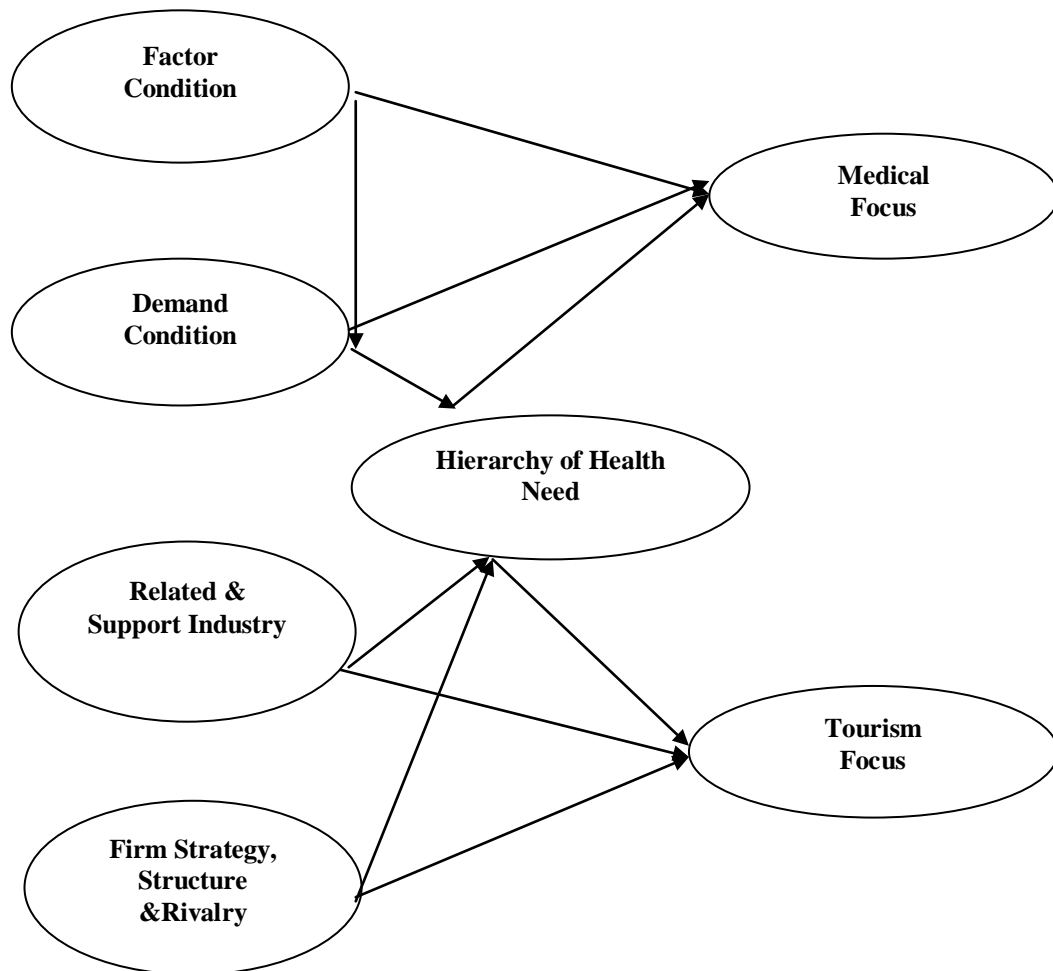 Factor
Condition
Medical
Focus
Demand
Condition
Hierarchy of Health
Need
Related &
Support Industry
Tourism
Focus
Firm Strategy,
Structure
&Rivalry